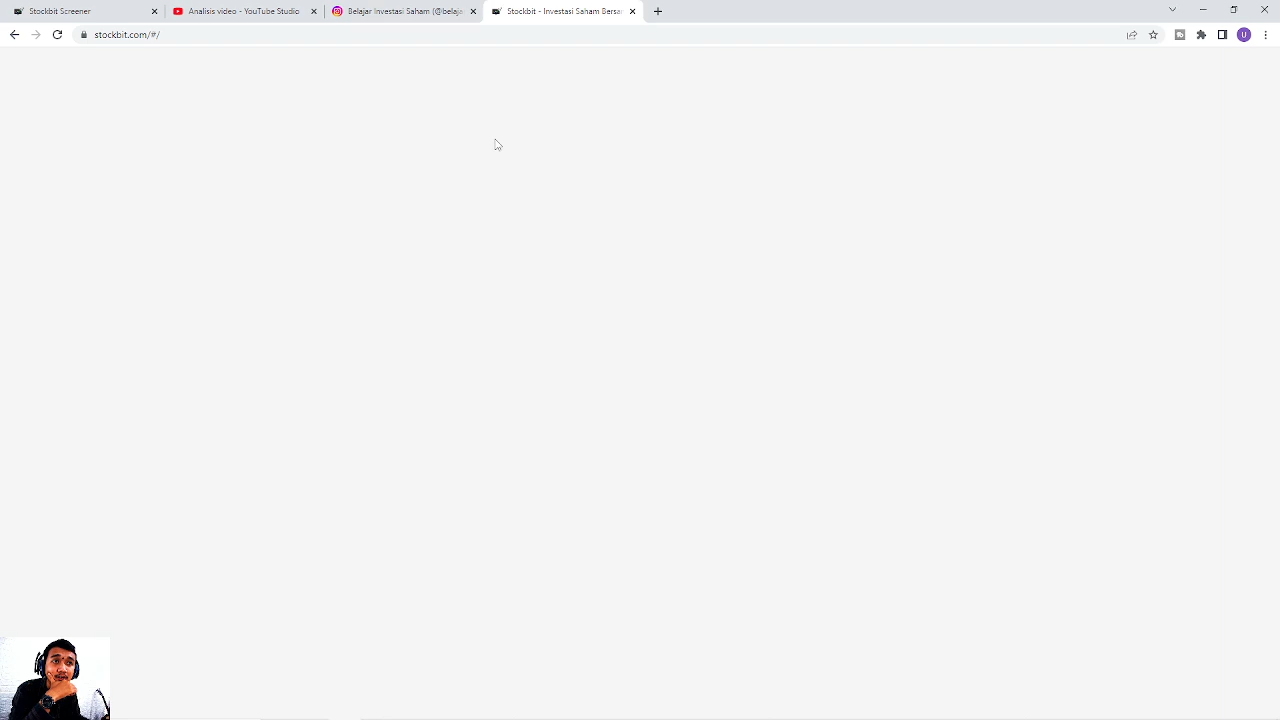 Stockbit Screener
Analisis video - YouTube Studio
Belajar Investasi Saham (@belaja
Stockbit - Investasi Saham Bersa
stockbit.com/#/
U